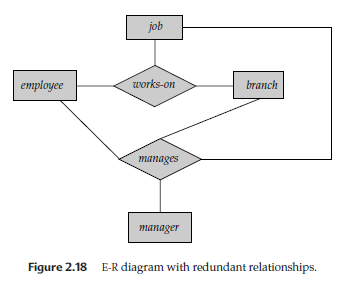 job
employee
works-on
branch
manages
manager
Figure 2.18 E-R diagram with redundant relationships.